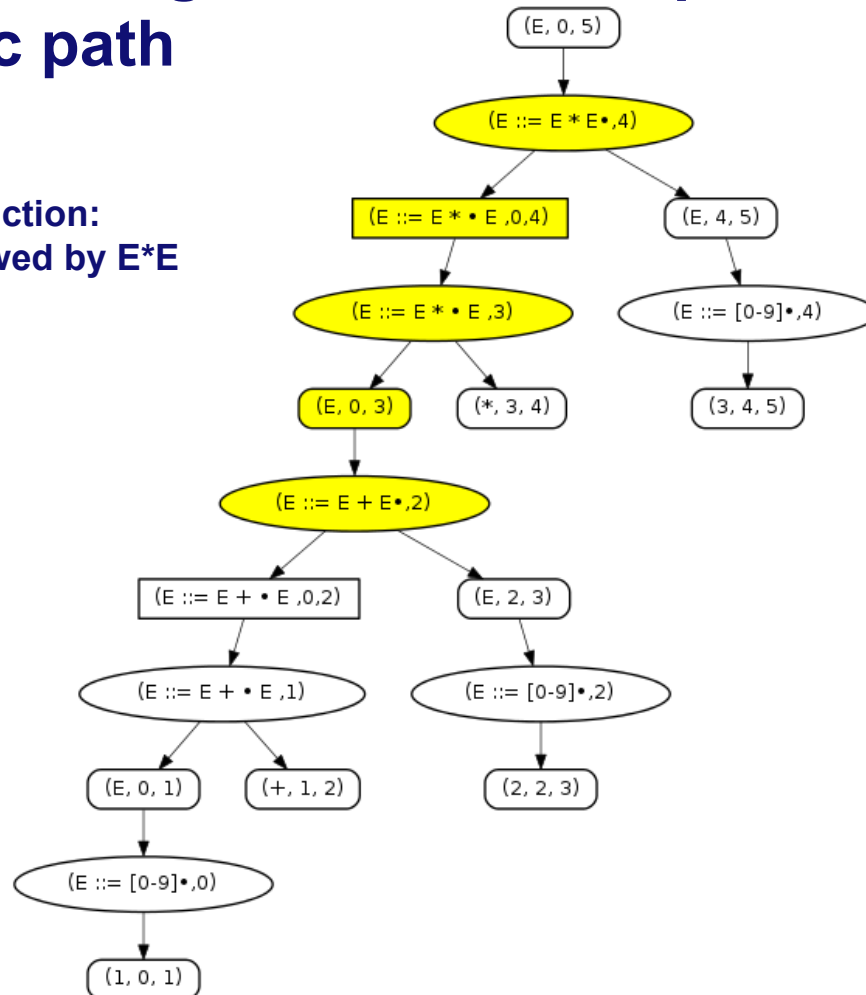 c path
(E, 0, 5)
(E ::= E * E•,4)
ction:
ved by E*E
(E ::= E * • E ,0,4)
(E, 4, 5)
(E ::= E * • E ,3)
(E ::= [0-9]•,4)
(E, 0, 3)
(*, 3, 4)
(3, 4, 5)
(E ::= E + E•,2)
(E ::= E + • E ,0,2)
(E, 2, 3)
(E ::= E + • E ,1)
(E ::= [0-9]•,2)
(E, 0, 1)
(+, 1, 2)
(2, 2, 3)
(E ::= [0-9]•,0)
(1, 0, 1)